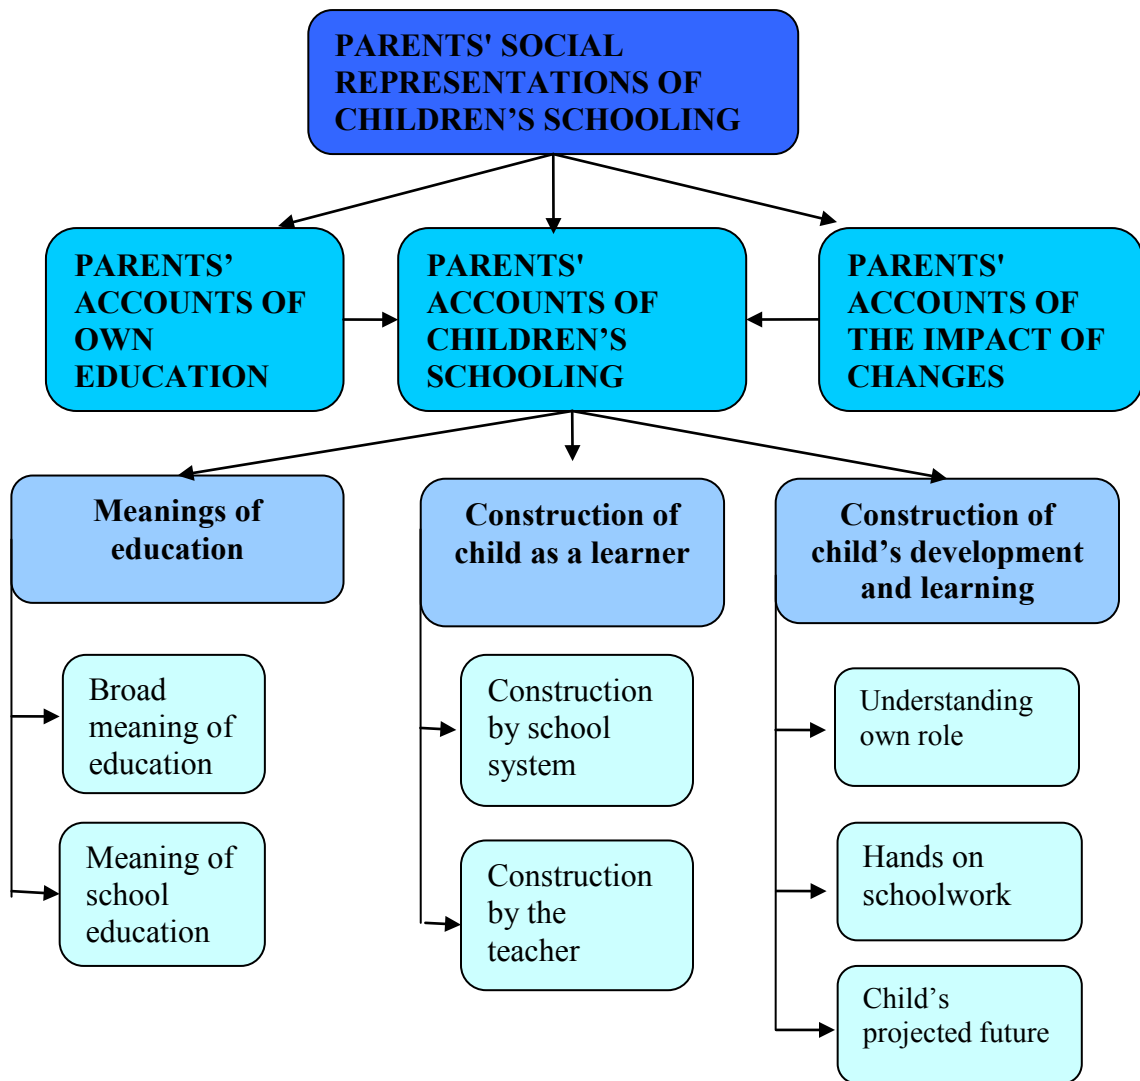 PARENTS' SOCIAL
REPRESENTATIONS OF
CHILDREN’S SCHOOLING
PARENTS’
ACCOUNTS OF
OWN
EDUCATION
PARENTS'
ACCOUNTS OF
CHILDREN’S
SCHOOLING
PARENTS'
ACCOUNTS OF
THE IMPACT OF
CHANGES
Meanings of
education
Construction of
child as a learner
Construction of
child’s development
and learning
Broad
meaning of
education
Meaning of
school
education
Construction
by school
system
Construction
by the
teacher
Understanding
own role
Hands on
schoolwork
Child’s
projected future